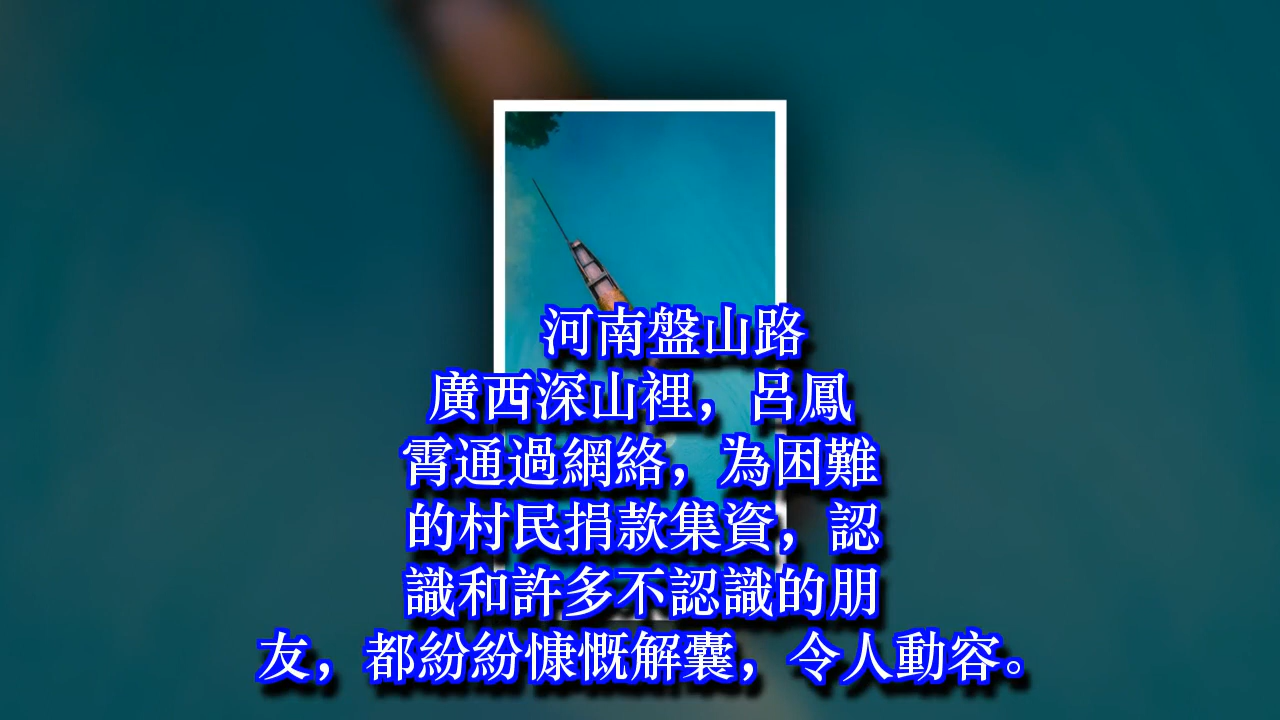 河南盤山路
廣西深山裡，呂鳳
霄通過網絡，為困難
的村民捐款集資，認
識和許多不認識的朋
友，都紛紛慷慨解囊，令人動容。